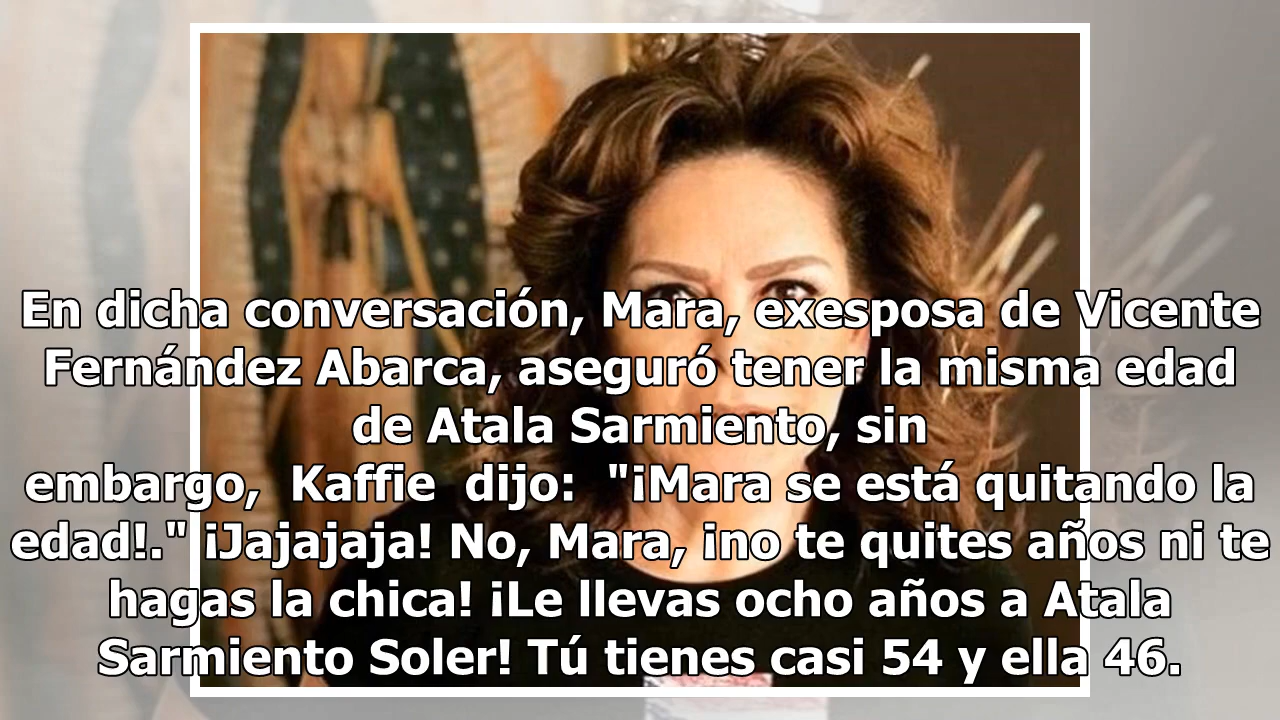 En dicha conversación, Mara, exesposa de Vicente
Fernández Abarca, aseguró tener la misma edad
de Atala Sarmiento, sin
embargo, Kaffie dijo: "¡Mara se está quitando la
edad!." ¡Jajajaja! No, Mara, ¡no te quites años ni te
hagas la chica! ¡Le llevas ocho años a Atala
Sarmiento Soler! Tú tienes casi 54 y ella 46.